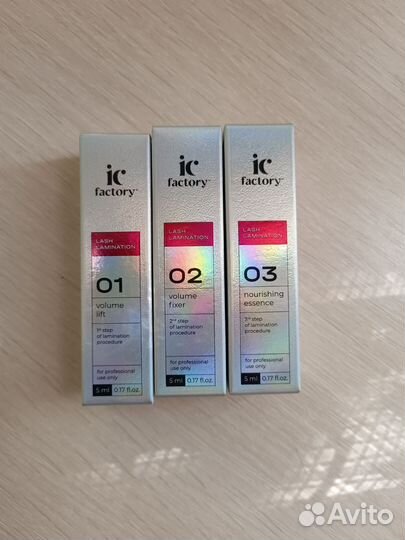 ic
factory™
LASH
LAMINATION
01
volume
lift
1st step
of lamination
procedure
for professional
use only
5 ml 0.17 fl.oz.
ic
factory™
LASH
LAMINATION
02
volume
fixer
2nd step
of lamination
procedure
for professional
use only
5 ml 0.17 fl.oz.
ic
factory™
LASH
LAMINATION
03
nourishing
essence
3rd step
of lamination
procedure
for professional
use only
5 ml 0.17 fl.oz.
Avito